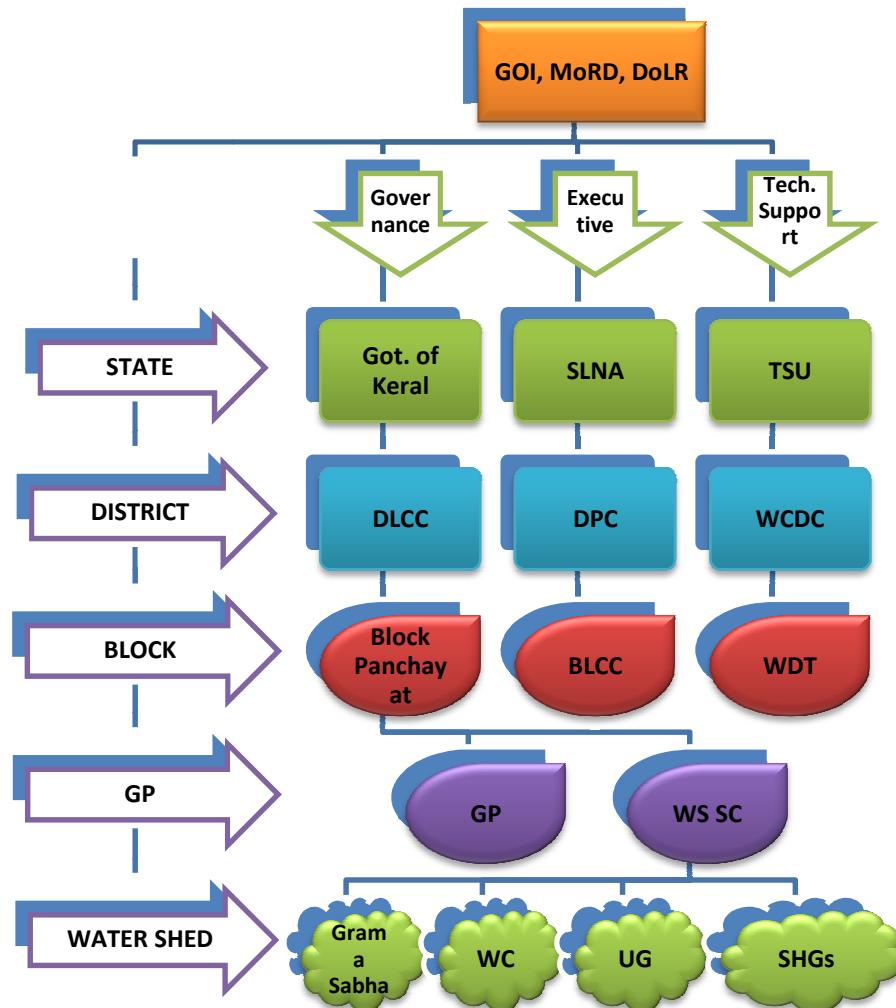 GOI, MoRD, DoLR
Gover
nance
Execu
tive
Tech.
Suppo
rt
STATE
Got. of
Keral
SLNA
TSU
DISTRICT
DLCC
DPC
WCDC
BLOCK
Block
Panchay
at
BLCC
WDT
GP
GP
WS SC
WATER SHED
Gram
a
Sabha
WC
UG
SHGs